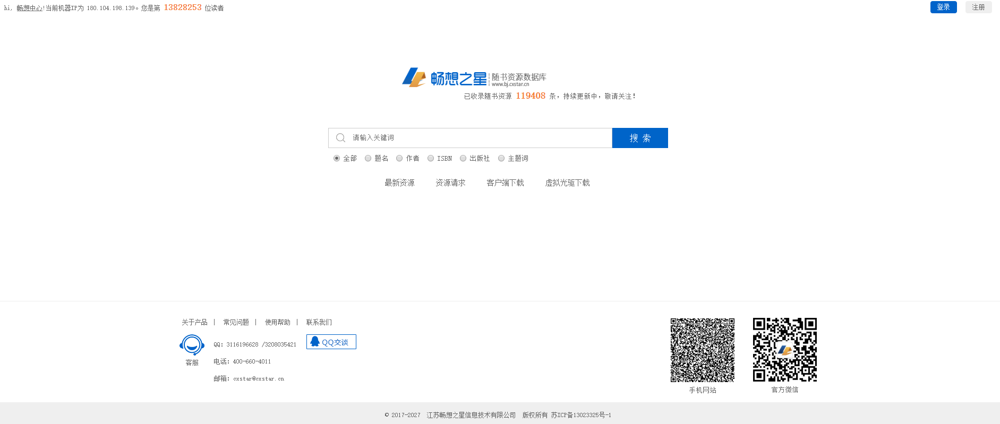 hi, 畅想中心!当前机器IP为 180.104.198.139。您是第 13828253 位读者
登录 注册
畅想之星 随书资源数据库
www.bj.cxstar.cn
已收录随书资源 119408 条，持续更新中，敬请关注！
请输入关键词 搜 索
全部 题名 作者 ISBN 出版社 主题词
最新资源 资源请求 客户端下载 虚拟光驱下载
关于产品 | 常见问题 | 使用帮助 | 联系我们
QQ：3116196628 /3208035421 QQ交谈
客服
电话：400-660-4011
邮箱：cxstar@cxstar.cn
手机网站 官方微信
© 2017-2027 江苏畅想之星信息技术有限公司 版权所有 苏ICP备13023325号-1